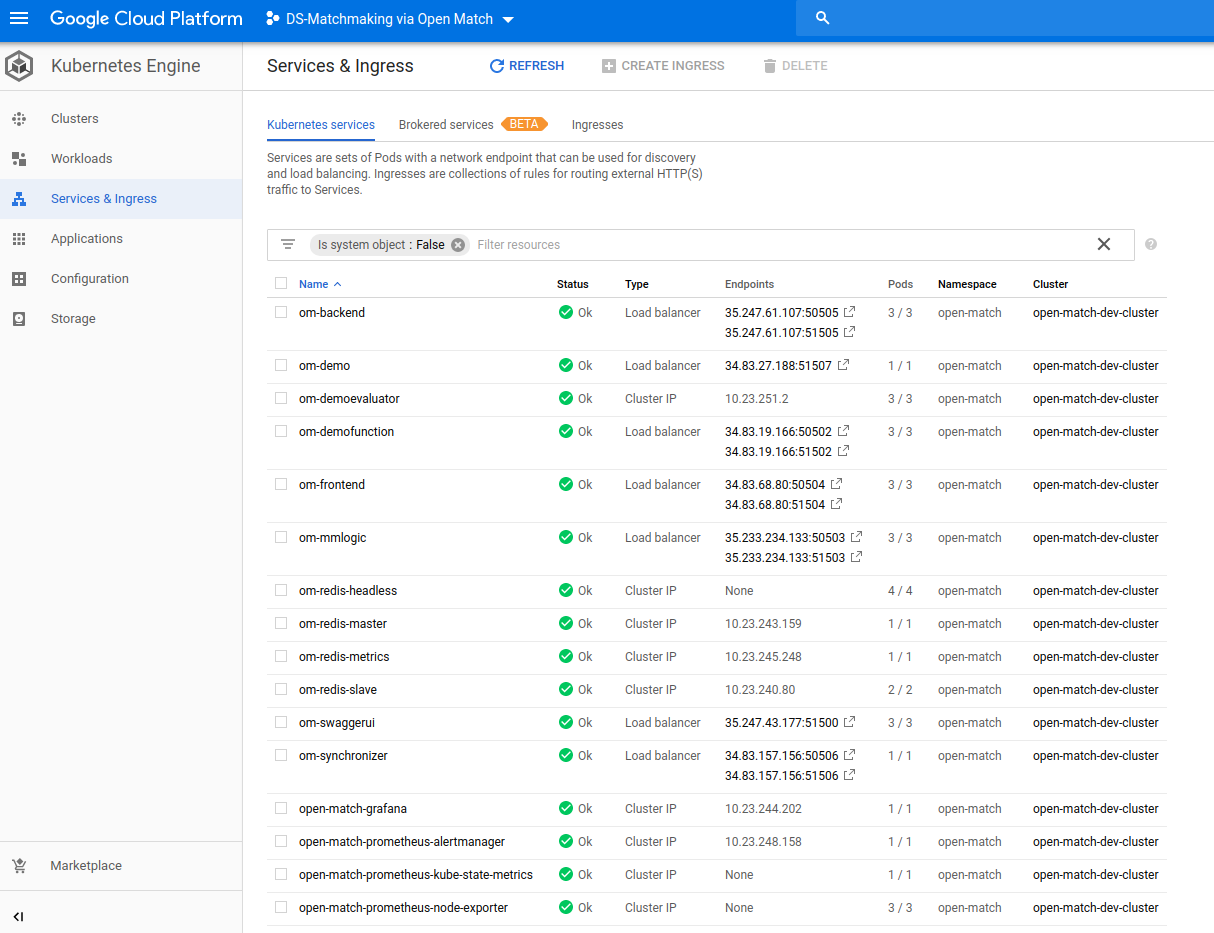 Google Cloud Platform DS-Matchmaking via Open Match
Kubernetes Engine
Services & Ingress REFRESH CREATE INGRESS DELETE
Clusters
Workloads
Services & Ingress
Applications
Configuration
Storage
Marketplace
Kubernetes services Brokered services BETA Ingresses
Services are sets of Pods with a network endpoint that can be used for discovery
and load balancing. Ingresses are collections of rules for routing external HTTP(S)
traffic to Services.
Is system object : False Filter resources
Name Status Type Endpoints Pods Namespace Cluster
om-backend Ok Load balancer 35.247.61.107:50505 3 / 3 open-match open-match-dev-cluster
35.247.61.107:51505
om-demo Ok Load balancer 34.83.27.188:51507 1 / 1 open-match open-match-dev-cluster
om-demoevaluator Ok Cluster IP 10.23.251.2 3 / 3 open-match open-match-dev-cluster
om-demofunction Ok Load balancer 34.83.19.166:50502 3 / 3 open-match open-match-dev-cluster
34.83.19.166:51502
om-frontend Ok Load balancer 34.83.68.80:50504 3 / 3 open-match open-match-dev-cluster
34.83.68.80:51504
om-mmlogic Ok Load balancer 35.233.234.133:50503 3 / 3 open-match open-match-dev-cluster
35.233.234.133:51503
om-redis-headless Ok Cluster IP None 4 / 4 open-match open-match-dev-cluster
om-redis-master Ok Cluster IP 10.23.243.159 1 / 1 open-match open-match-dev-cluster
om-redis-metrics Ok Cluster IP 10.23.245.248 1 / 1 open-match open-match-dev-cluster
om-redis-slave Ok Cluster IP 10.23.240.80 2 / 2 open-match open-match-dev-cluster
om-swaggerui Ok Load balancer 35.247.43.177:51500 3 / 3 open-match open-match-dev-cluster
om-synchronizer Ok Load balancer 34.83.157.156:50506 1 / 1 open-match open-match-dev-cluster
34.83.157.156:51506
open-match-grafana Ok Cluster IP 10.23.244.202 1 / 1 open-match open-match-dev-cluster
open-match-prometheus-alertmanager Ok Cluster IP 10.23.248.158 1 / 1 open-match open-match-dev-cluster
open-match-prometheus-kube-state-metrics Ok Cluster IP None 1 / 1 open-match open-match-dev-cluster
open-match-prometheus-node-exporter Ok Cluster IP None 3 / 3 open-match open-match-dev-cluster